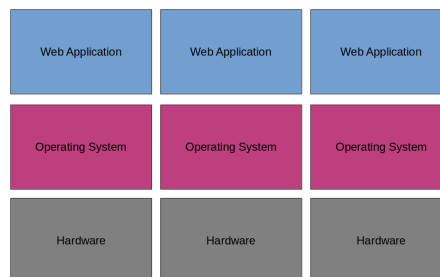 Web Application Web Application Web Application
Operating System Operating System Operating System
Hardware Hardware Hardware